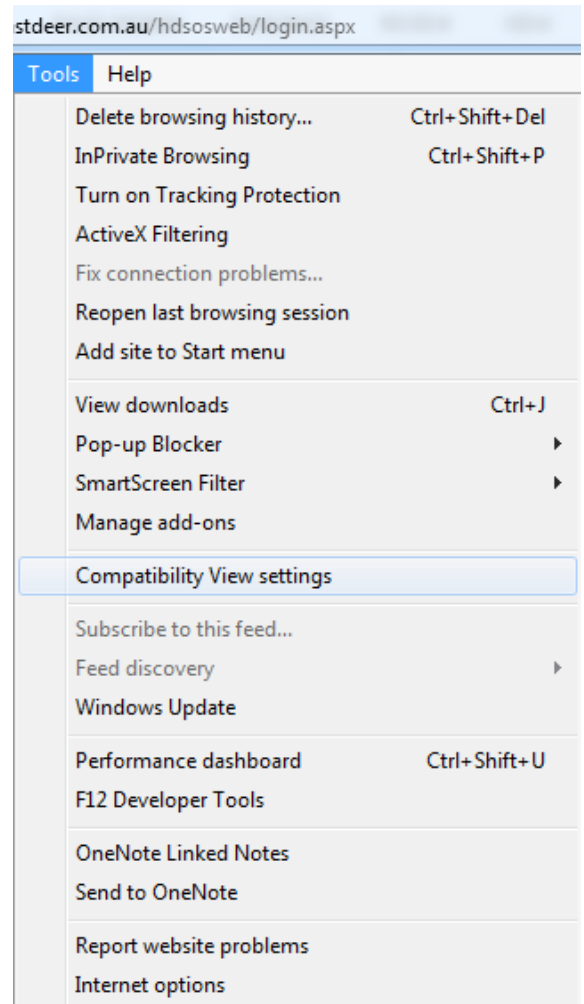 stdeer.com.au/hdsosweb/login.aspx
Tools Help
Delete browsing history... Ctrl+Shift+Del
InPrivate Browsing Ctrl+Shift+P
Turn on Tracking Protection
ActiveX Filtering
Fix connection problems...
Reopen last browsing session
Add site to Start menu
View downloads Ctrl+J
Pop-up Blocker
SmartScreen Filter
Manage add-ons
Compatibility View settings
Subscribe to this feed...
Feed discovery
Windows Update
Performance dashboard Ctrl+Shift+U
F12 Developer Tools
OneNote Linked Notes
Send to OneNote
Report website problems
Internet options